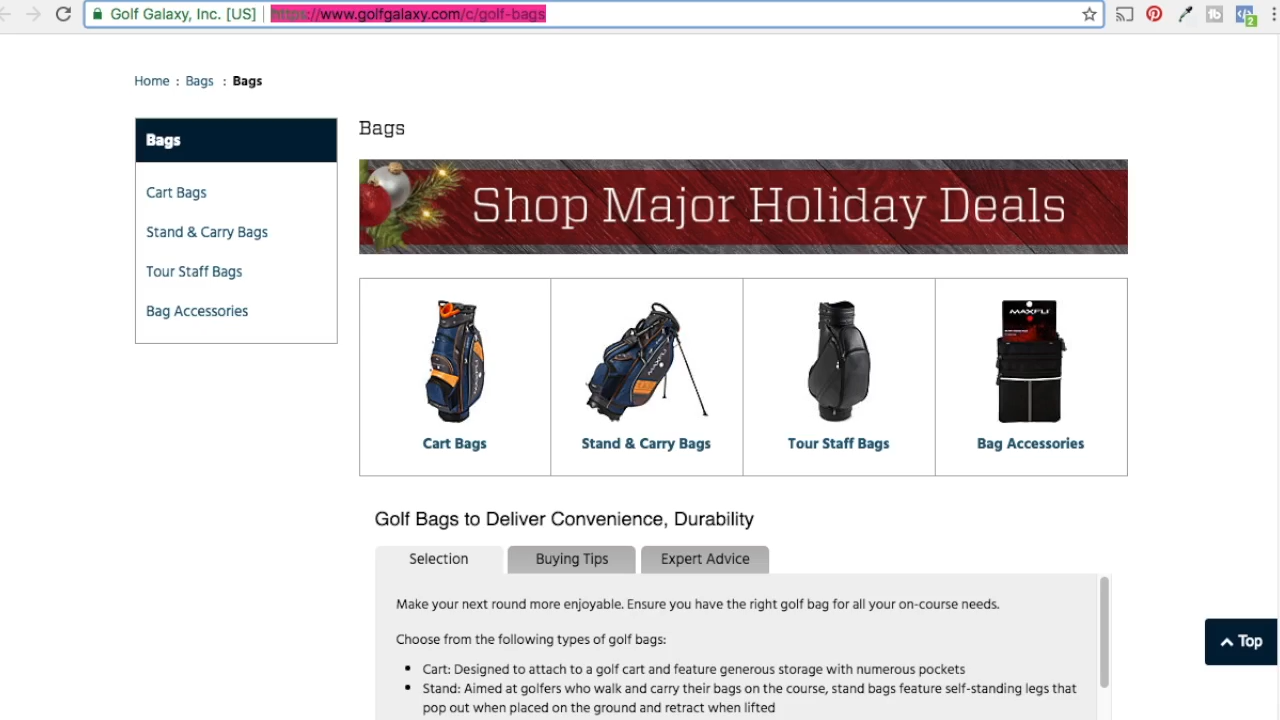 Golf Galaxy, Inc. [US]
https://www.golfgalaxy.com/c/golf-bags
2
Home : Bags : Bags
Bags
Cart Bags
Stand & Carry Bags
Tour Staff Bags
Bag Accessories
Bags
Shop Major Holiday Deals
MAXFLI
MAXFLI
Cart Bags
Stand & Carry Bags
Tour Staff Bags
Bag Accessories
Golf Bags to Deliver Convenience, Durability
Selection
Buying Tips
Expert Advice
Make your next round more enjoyable. Ensure you have the right golf bag for all your on-course needs.
Choose from the following types of golf bags:
• Cart: Designed to attach to a golf cart and feature generous storage with numerous pockets
• Stand: Aimed at golfers who walk and carry their bags on the course, stand bags feature self-standing legs that
pop out when placed on the ground and retract when lifted
Top